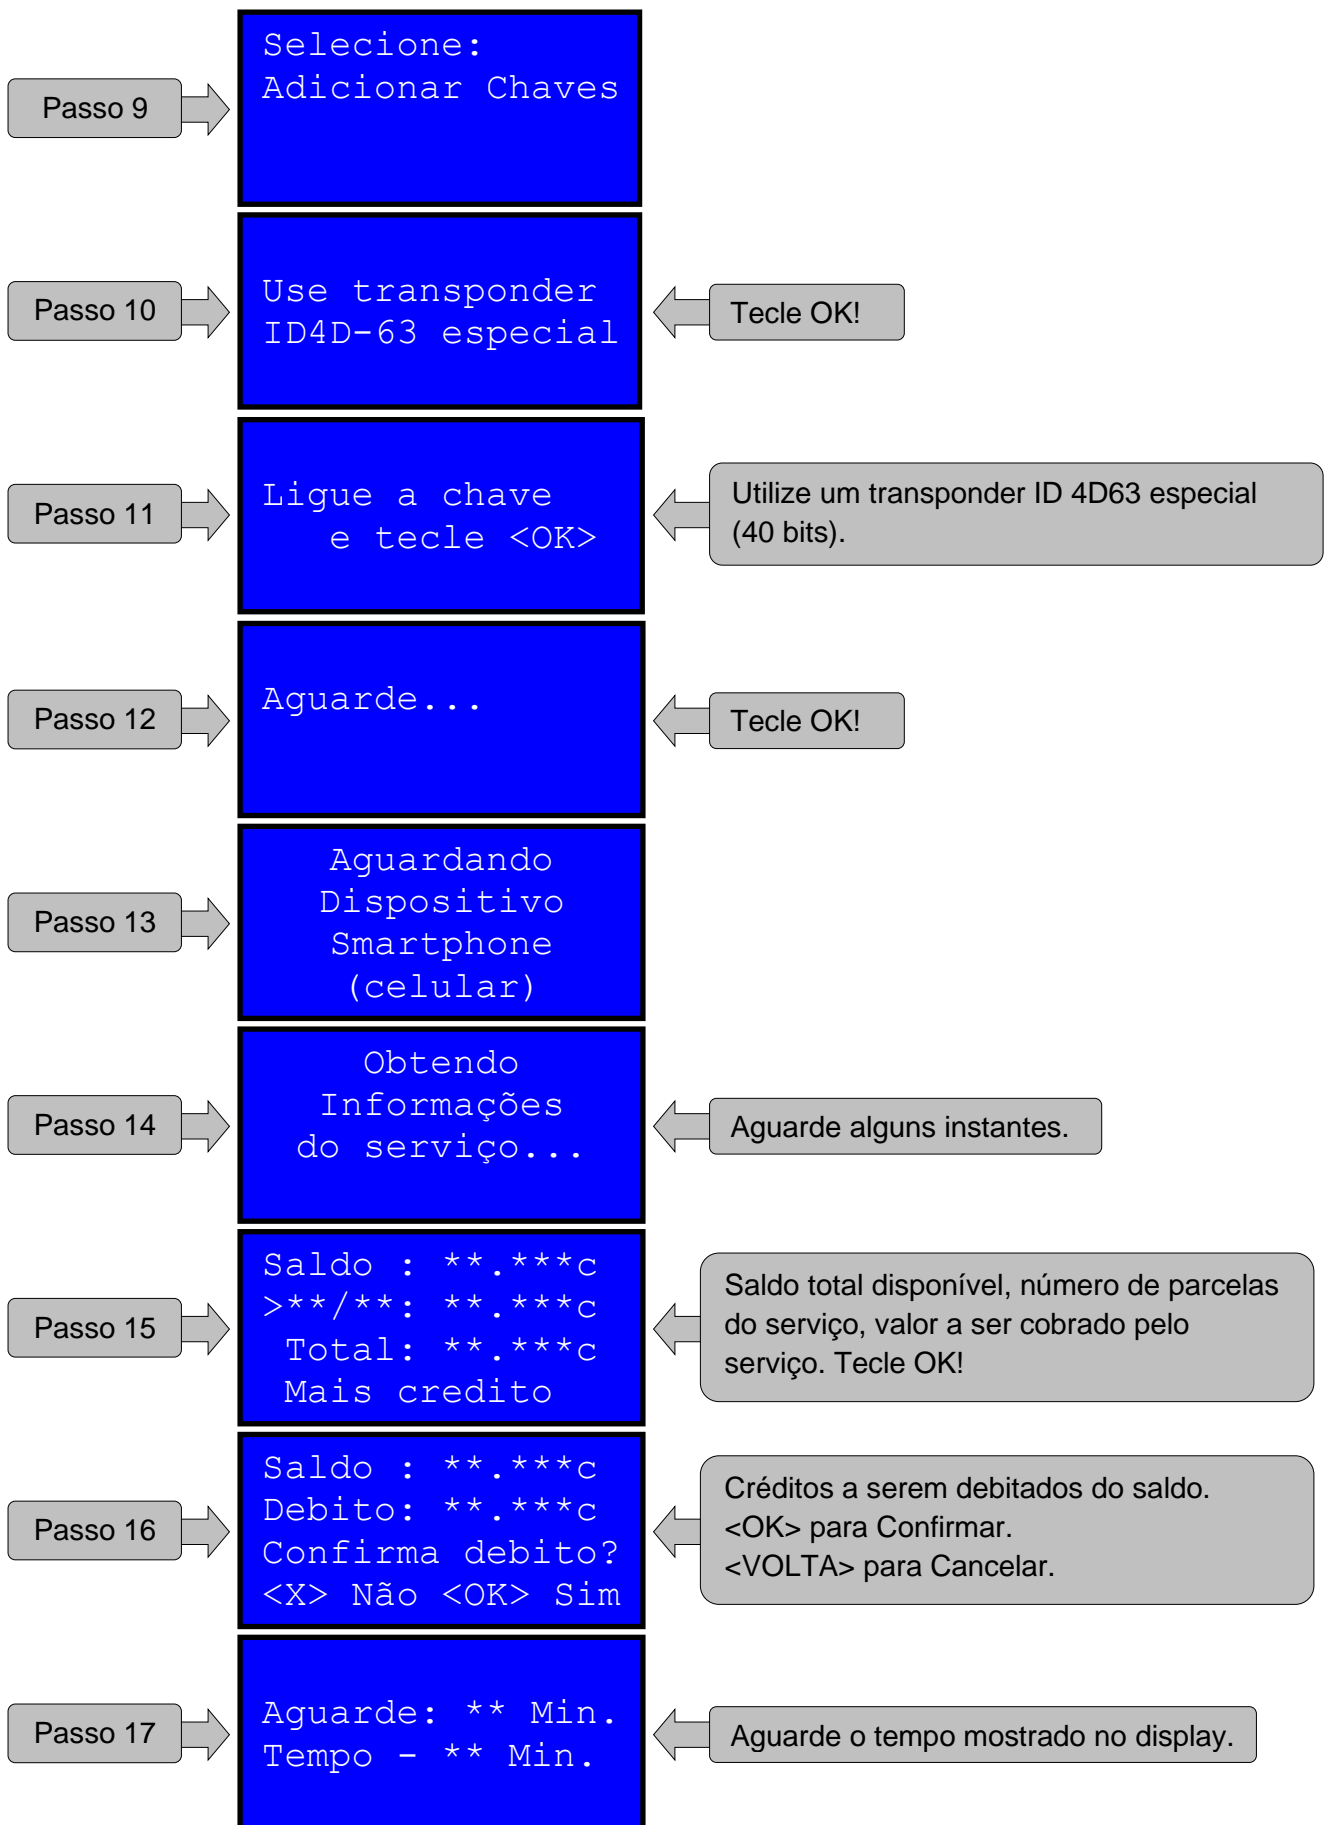 Passo 9
Selecione:
Adicionar Chaves
Passo 10
Use transponder
ID4D-63 especial
Tecle OK!
Passo 11
Ligue a chave
e tecle <OK>
Utilize um transponder ID 4D63 especial
(40 bits).
Passo 12
Aguarde...
Tecle OK!
Passo 13
Aguardando
Dispositivo
Smartphone
(celular)
Passo 14
Obtendo
Informações
do serviço...
Aguarde alguns instantes.
Passo 15
Saldo : **.***c
>**/**: **.***c
Total: **.***c
Mais credito
Saldo total disponível, número de parcelas
do serviço, valor a ser cobrado pelo
serviço. Tecle OK!
Passo 16
Saldo : **.***c
Debito: **.***c
Confirma debito?
<X> Não <OK> Sim
Créditos a serem debitados do saldo.
<OK> para Confirmar.
<VOLTA> para Cancelar.
Passo 17
Aguarde: ** Min.
Tempo - ** Min.
Aguarde o tempo mostrado no display.